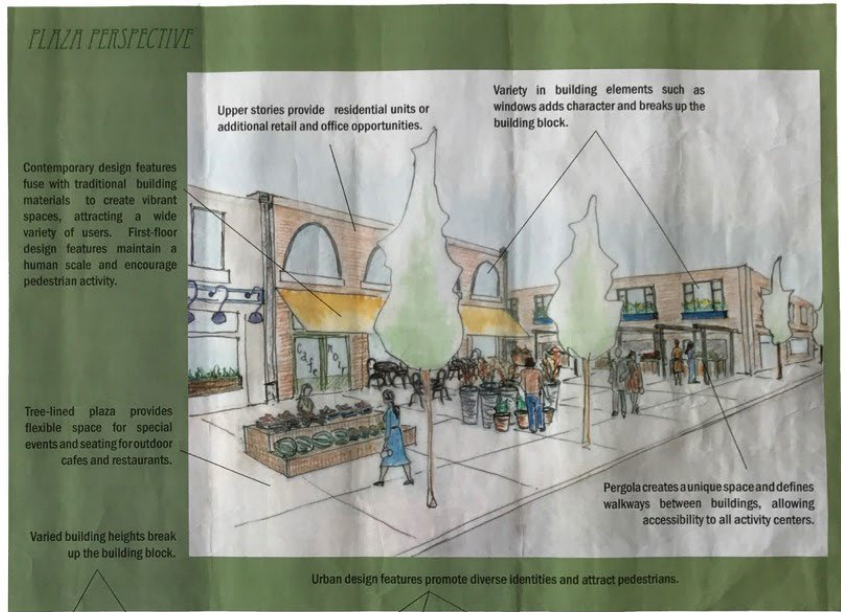 PLAZA PERSPECTIVE
Upper stories provide residential units or
additional retail and office opportunities.
Variety in building elements such as
windows adds character and breaks up the
building block.
Contemporary design features
fuse with traditional building
materials to create vibrant
spaces, attracting a wide
variety of users. First-floor
design features maintain a
human scale and encourage
pedestrian activity.
Cafe Noir
Tree-lined plaza provides
flexible space for special
events and seating for outdoor
cafes and restaurants.
Pergola creates a unique space and defines
walkways between buildings, allowing
accessibility to all activity centers.
Varied building heights break
up the building block.
Urban design features promote diverse identities and attract pedestrians.